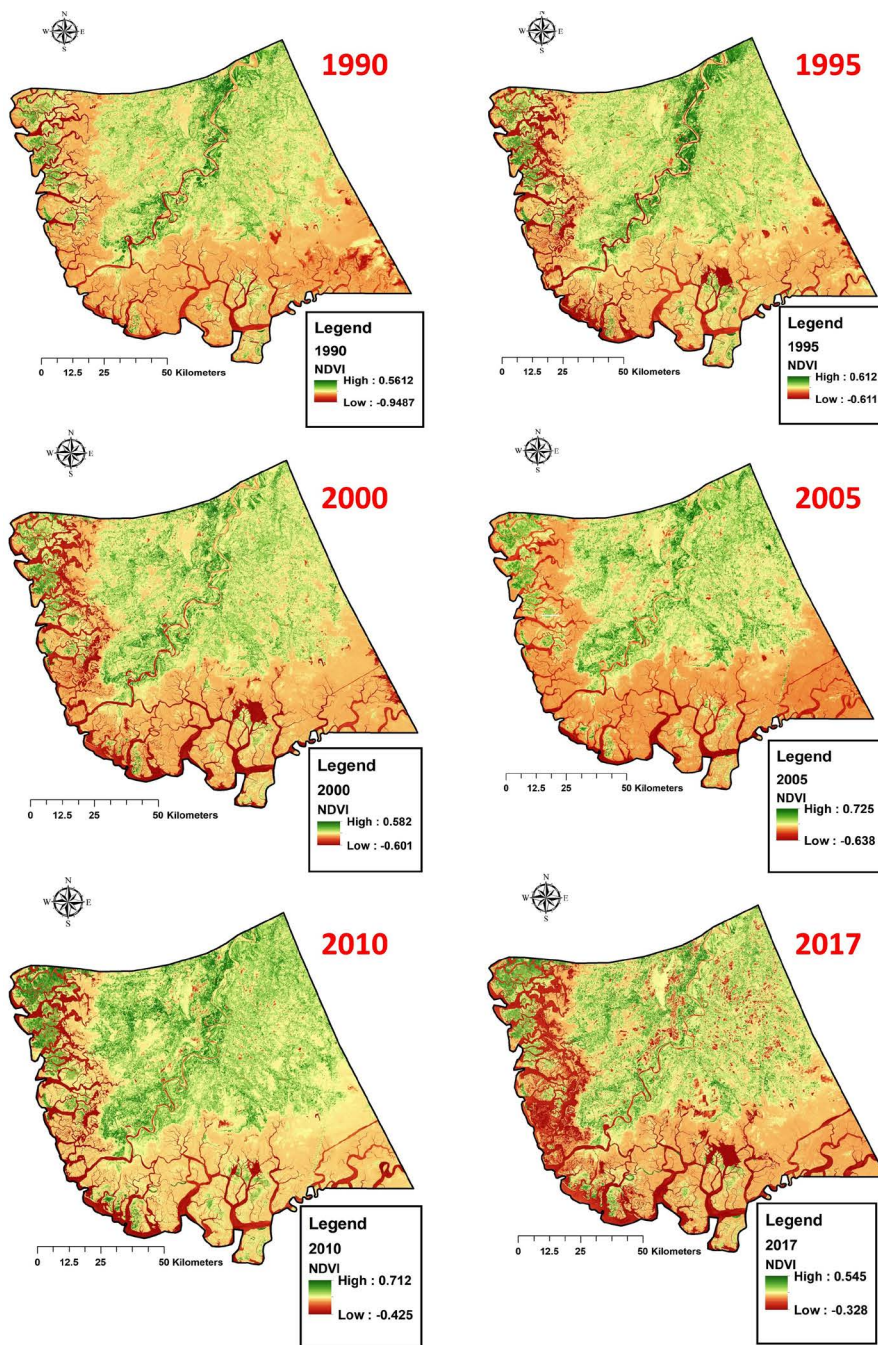 N
W E
S
1990
Legend
1990
NDVI
High : 0.5612
Low : -0.9487
0 12.5 25 50 Kilometers
N
W E
S
1995
Legend
1995
NDVI
High : 0.612
Low : -0.611
0 12.5 25 50 Kilometers
N
W E
S
2000
Legend
2000
NDVI
High : 0.582
Low : -0.601
0 12.5 25 50 Kilometers
N
W E
S
2005
Legend
2005
NDVI
High : 0.725
Low : -0.638
0 12.5 25 50 Kilometers
N
W E
S
2010
Legend
2010
NDVI
High : 0.712
Low : -0.425
0 12.5 25 50 Kilometers
N
W E
S
2017
Legend
2017
NDVI
High : 0.545
Low : -0.328
0 12.5 25 50 Kilometers